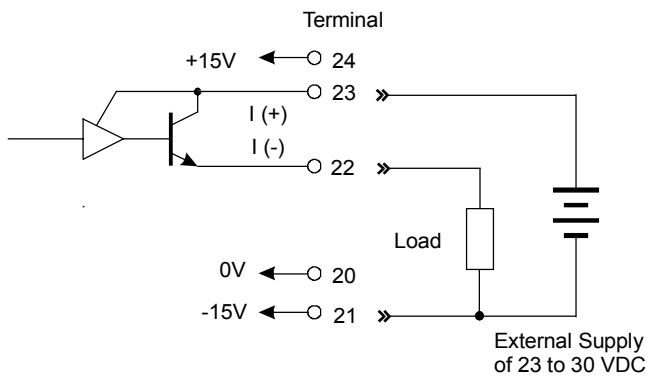 Terminal
+15V 24
23
I (+)
I (-)
22
Load
0V 20
-15V 21
External Supply
of 23 to 30 VDC